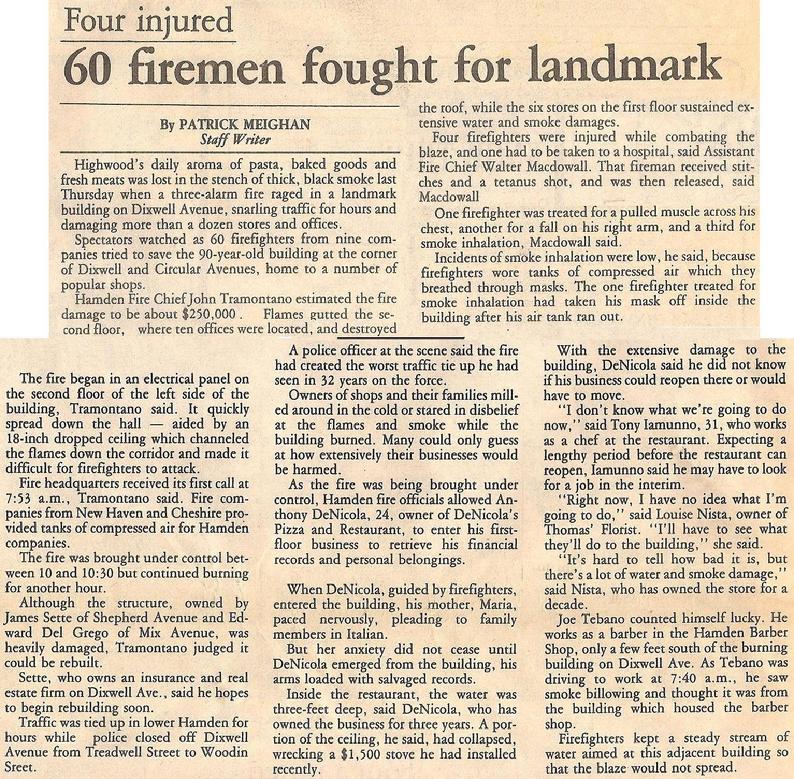 Four injured
60 firemen fought for landmark
By PATRICK MEIGHAN
Staff Writer
Highwood's daily aroma of pasta, baked goods and
fresh meats was lost in the stench of thick, black smoke last
Thursday when a three-alarm fire raged in a landmark
building on Dixwell Avenue, snarling traffic for hours and
damaging more than a dozen stores and offices.
Spectators watched as 60 firefighters from nine com-
panies tried to save the 90-year-old building at the corner
of Dixwell and Circular Avenues, home to a number of
popular shops.
Hamden Fire Chief John Tramontano estimated the fire
damage to be about $250,000 . Flames gutted the se-
cond floor, where ten offices were located, and destroyed
the roof, while the six stores on the first floor sustained ex-
tensive water and smoke damages.
Four firefighters were injured while combating the
blaze, and one had to be taken to a hospital, said Assistant
Fire Chief Walter Macdowall. That fireman received stit-
ches and a tetanus shot, and was then released, said
Macdowall
One firefighter was treated for a pulled muscle across his
chest, another for a fall on his right arm, and a third for
smoke inhalation, Macdowall said.
Incidents of smoke inhalation were low, he said, because
firefighters wore tanks of compressed air which they
breathed through masks. The one firefighter treated for
smoke inhalation had taken his mask off inside the
building after his air tank ran out.
The fire began in an electrical panel on
the second floor of the left side of the
building, Tramontano said. It quickly
spread down the hall — aided by an
18-inch dropped ceiling which channeled
the flames down the corridor and made it
difficult for firefighters to attack.
Fire headquarters received its first call at
7:53 a.m., Tramontano said. Fire com-
panies from New Haven and Cheshire pro-
vided tanks of compressed air for Hamden
companies.
The fire was brought under control bet-
ween 10 and 10:30 but continued burning
for another hour.
Although the structure, owned by
James Sette of Shepherd Avenue and Ed-
ward Del Grego of Mix Avenue, was
heavily damaged, Tramontano judged it
could be rebuilt.
Sette, who owns an insurance and real
estate firm on Dixwell Ave., said he hopes
to begin rebuilding soon.
Traffic was tied up in lower Hamden for
hours while police closed off Dixwell
Avenue from Treadwell Street to Woodin
Sreet.
A police officer at the scene said the fire
had created the worst traffic tie up he had
seen in 32 years on the force.
Owners of shops and their families mill-
ed around in the cold or stared in disbelief
at the flames and smoke while the
building burned. Many could only guess
at how extensively their businesses would
be harmed.
As the fire was being brought under
control, Hamden fire officials allowed An-
thony DeNicola, 24, owner of DeNicola's
Pizza and Restaurant, to enter his first-
floor business to retrieve his financial
records and personal belongings.
When DeNicola, guided by firefighters,
entered the building, his mother, Maria,
paced nervously, pleading to family
members in Italian.
But her anxiety did not cease until
DeNicola emerged from the building, his
arms loaded with salvaged records.
Inside the restaurant, the water was
three-feet deep, said DeNicola, who has
owned the business for three years. A por-
tion of the ceiling, he said, had collapsed,
wrecking a $1,500 stove he had installed
recently.
With the extensive damage to the
building, DeNicola said he did not know
if his business could reopen there or would
have to move.
"I don't know what we're going to do
now," said Tony Iamunno, 31, who works
as a chef at the restaurant. Expecting a
lengthy period before the restaurant can
reopen, Iamunno said he may have to look
for a job in the interim.
"Right now, I have no idea what I'm
going to do," said Louise Nista, owner of
Thomas' Florist. "I'll have to see what
they'll do to the building," she said.
"It's hard to tell how bad it is, but
there's a lot of water and smoke damage,"
said Nista, who has owned the store for a
decade.
Joe Tebano counted himself lucky. He
works as a barber in the Hamden Barber
Shop, only a few feet south of the burning
building on Dixwell Ave. As Tebano was
driving to work at 7:40 a.m., he saw
smoke billowing and thought it was from
the building which housed the barber
shop.
Firefighters kept a steady stream of
water aimed at this adjacent building so
that the blaze would not spread.